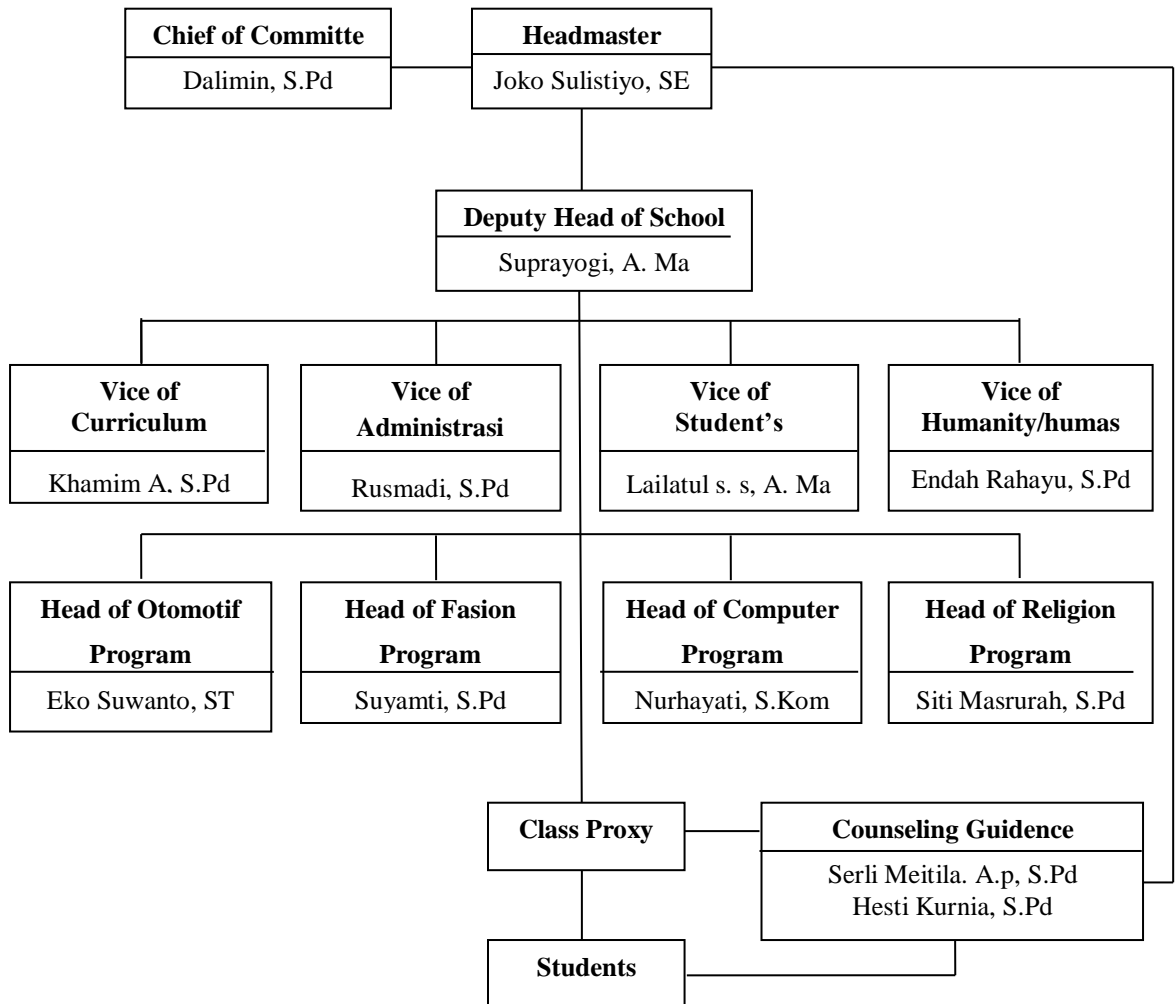 Chief of Committe
Dalimin, S.Pd
Headmaster
Joko Sulistiyo, SE
Deputy Head of School
Suprayogi, A. Ma
Vice of
Curriculum
Khamim A, S.Pd
Vice of
Administrasi
Rusmadi, S.Pd
Vice of
Student’s
Lailatul s. s, A. Ma
Vice of
Humanity/humas
Endah Rahayu, S.Pd
Head of Otomotif
Program
Eko Suwanto, ST
Head of Fasion
Program
Suyamti, S.Pd
Head of Computer
Program
Nurhayati, S.Kom
Head of Religion
Program
Siti Masrurah, S.Pd
Class Proxy
Counseling Guidence
Serli Meitila. A.p, S.Pd
Hesti Kurnia, S.Pd
Students